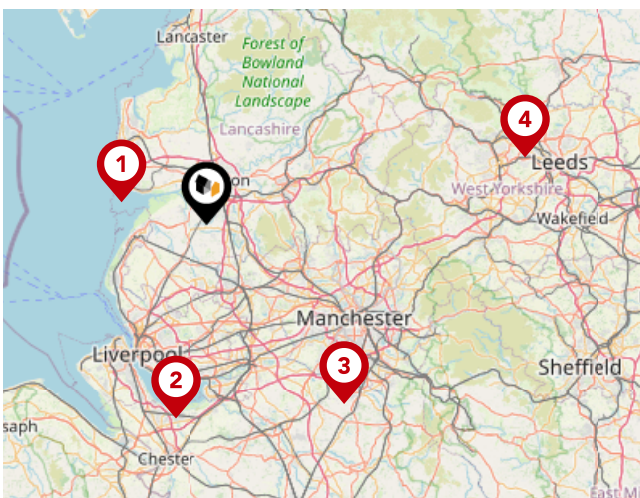 Lancaster
Forest of
Bowland
National
Landscape
Lancashire
4
1
on
Leeds
West Yorkshire
Wakefield
Manchester
Liverpool
3
Sheffield
2
saph
Chester
East M